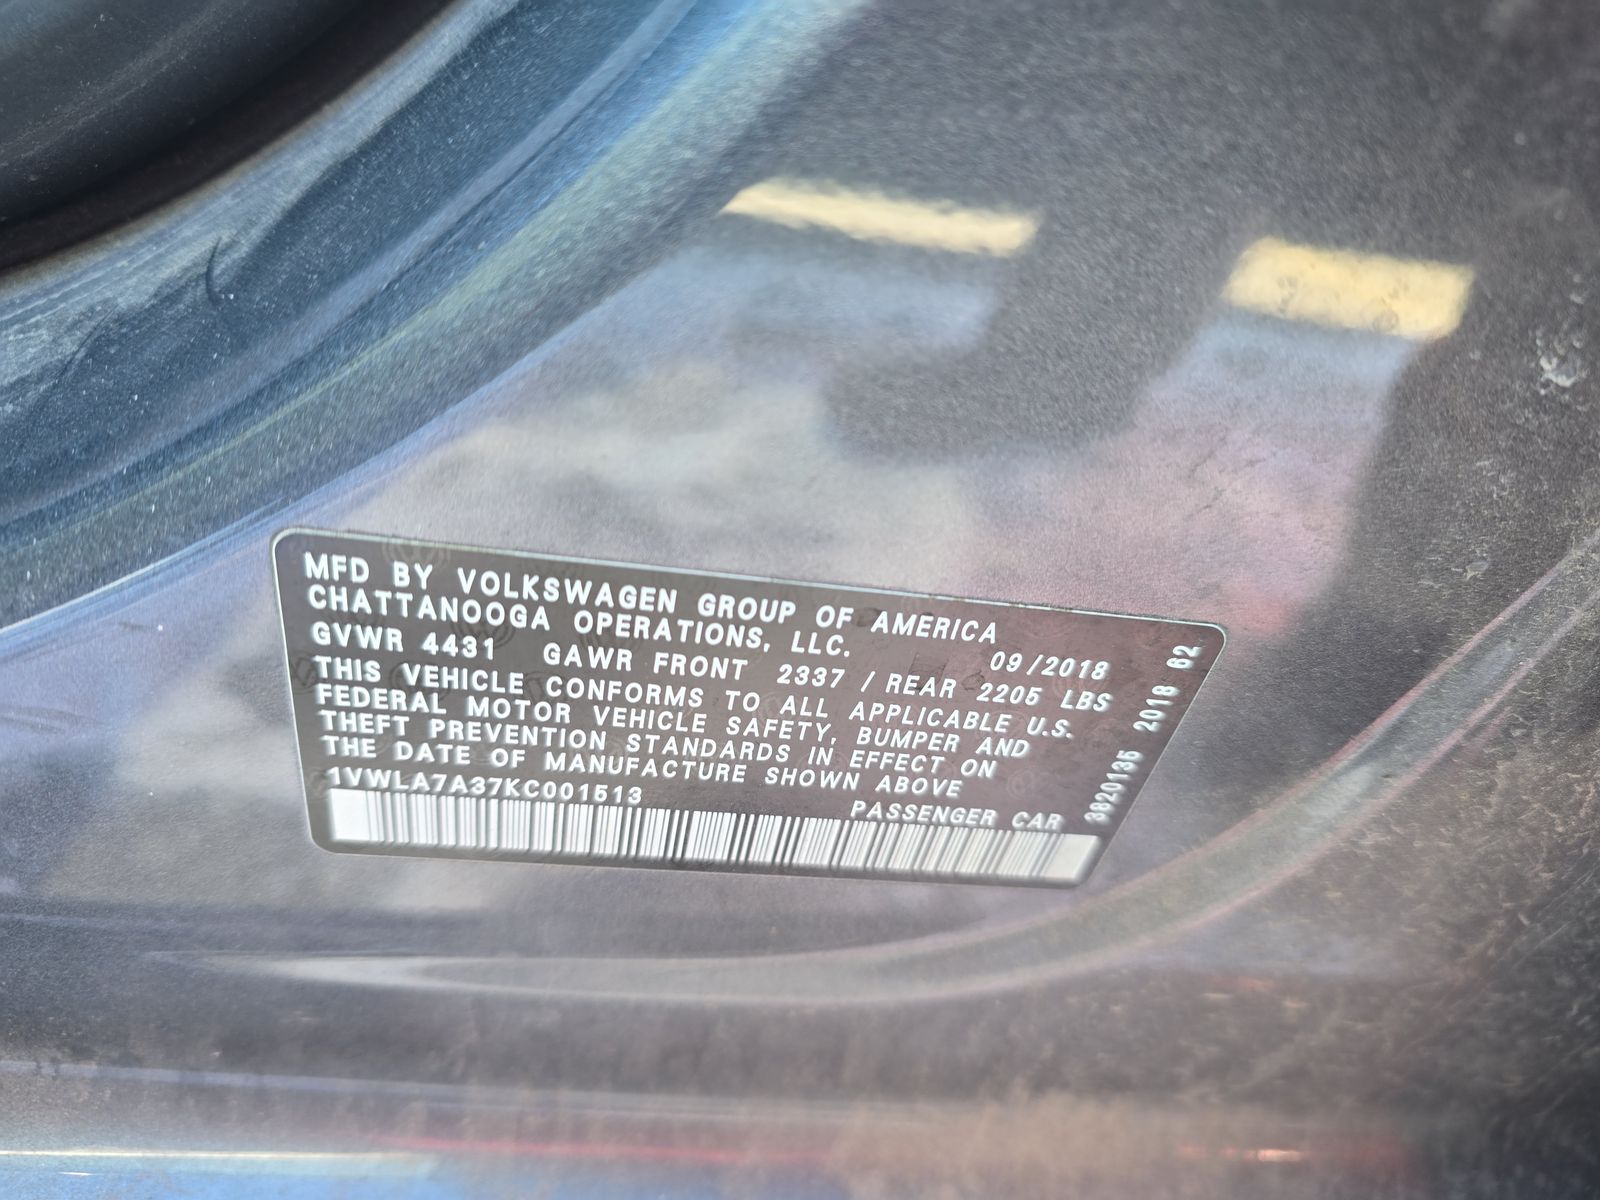 MFD BY VOLKSWAGEN GROUP OF AMERICA
CHATTANOOGA OPERATIONS, LLC.
09/2018
GVWR 4431 GAWR FRONT 2337 / REAR 2205 LBS
THIS VEHICLE CONFORMS TO ALL APPLICABLE U.S.
FEDERAL MOTOR VEHICLE SAFETY, BUMPER AND
THEFT PREVENTION STANDARDS IN EFFECT ON
THE DATE OF MANUFACTURE SHOWN ABOVE
1VWLA7A37KC001513
PASSENGER CAR
3820135 2018 62